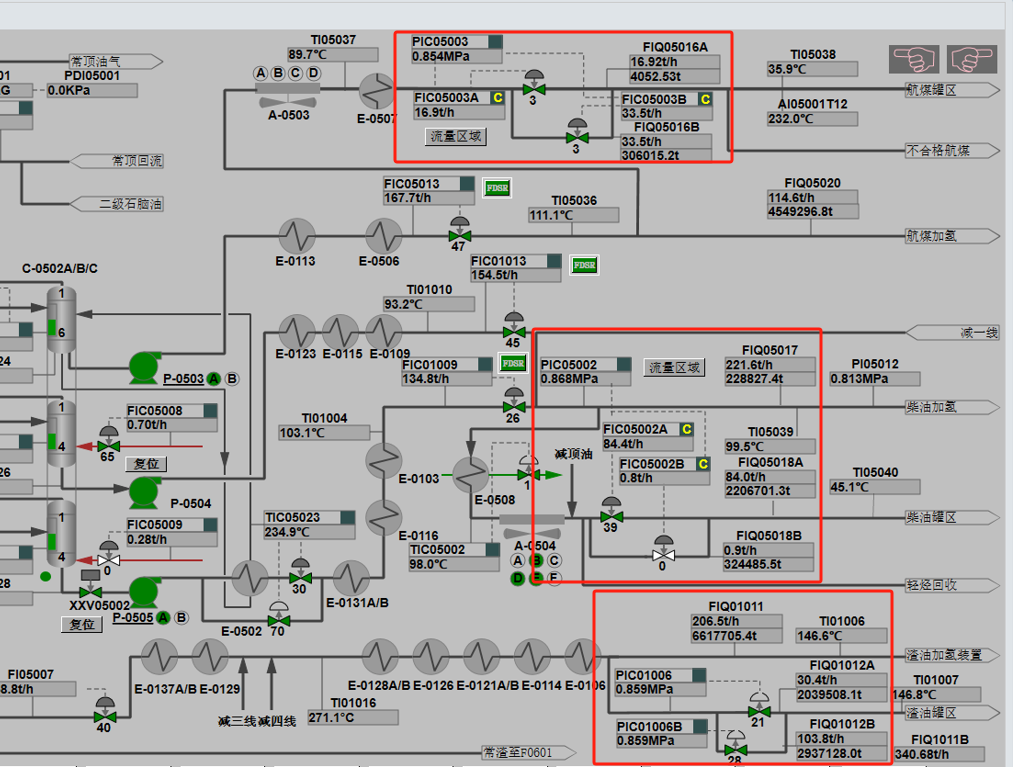 常顶油气
01
PDI05001
G
0.0KPa
常顶回流
二级石脑油
TI05037
89.7℃
A B C D
A-0503
E-0507
PIC05003
0.854MPa
FIQ05016A
16.92t/h
4052.53t
3
FIC05003A C
16.9t/h
流量区域
FIC05003B C
33.5t/h
FIQ05016B
33.5t/h
306015.2t
3
TI05038
35.9℃
航煤罐区
AI05001T12
232.0℃
不合格航煤
FIC05013
167.7t/h
FDSR
TI05036
111.1℃
FIQ05020
114.6t/h
4549296.8t
47
航煤加氢
E-0113
E-0506
FIC01013
154.5t/h
FDSR
C-0502A/B/C
TI01010
93.2℃
1
6
45
减一线
E-0123
E-0115
E-0109
24
FIC01009
134.8t/h
FDSR
PIC05002
0.868MPa
流量区域
FIQ05017
221.6t/h
228827.4t
PI05012
0.813MPa
P-0503 A B
26
柴油加氢
1
4
FIC05008
0.70t/h
65
复位
TI01004
103.1℃
FIC05002A C
84.4t/h
TI05039
99.5℃
减顶油
FIC05002B C
0.8t/h
FIQ05018A
84.0t/h
2206701.3t
TI05040
45.1℃
26
E-0103
E-0508
1
P-0504
39
柴油罐区
1
4
FIC05009
0.28t/h
0
TIC05023
234.9℃
E-0116
A-0504
A B C
D E F
TIC05002
98.0℃
FIQ05018B
0.9t/h
324485.5t
0
28
轻烃回收
XXV05002
复位
P-0505 A B
30
E-0131A/B
E-0502
70
FIQ01011
206.5t/h
6617705.4t
TI01006
146.6℃
渣油加氢装置
FI05007
8.8t/h
E-0137A/B
E-0129
E-0128A/B
E-0126
E-0121A/B
E-0114
E-0106
PIC01006
0.859MPa
FIQ01012A
30.4t/h
2039508.1t
TI01007
146.8℃
40
减三线
减四线
TI01016
271.1℃
21
渣油罐区
PIC01006B
0.859MPa
FIQ01012B
103.8t/h
2937128.0t
28
FIQ1011B
340.68t/h
常渣至F0601